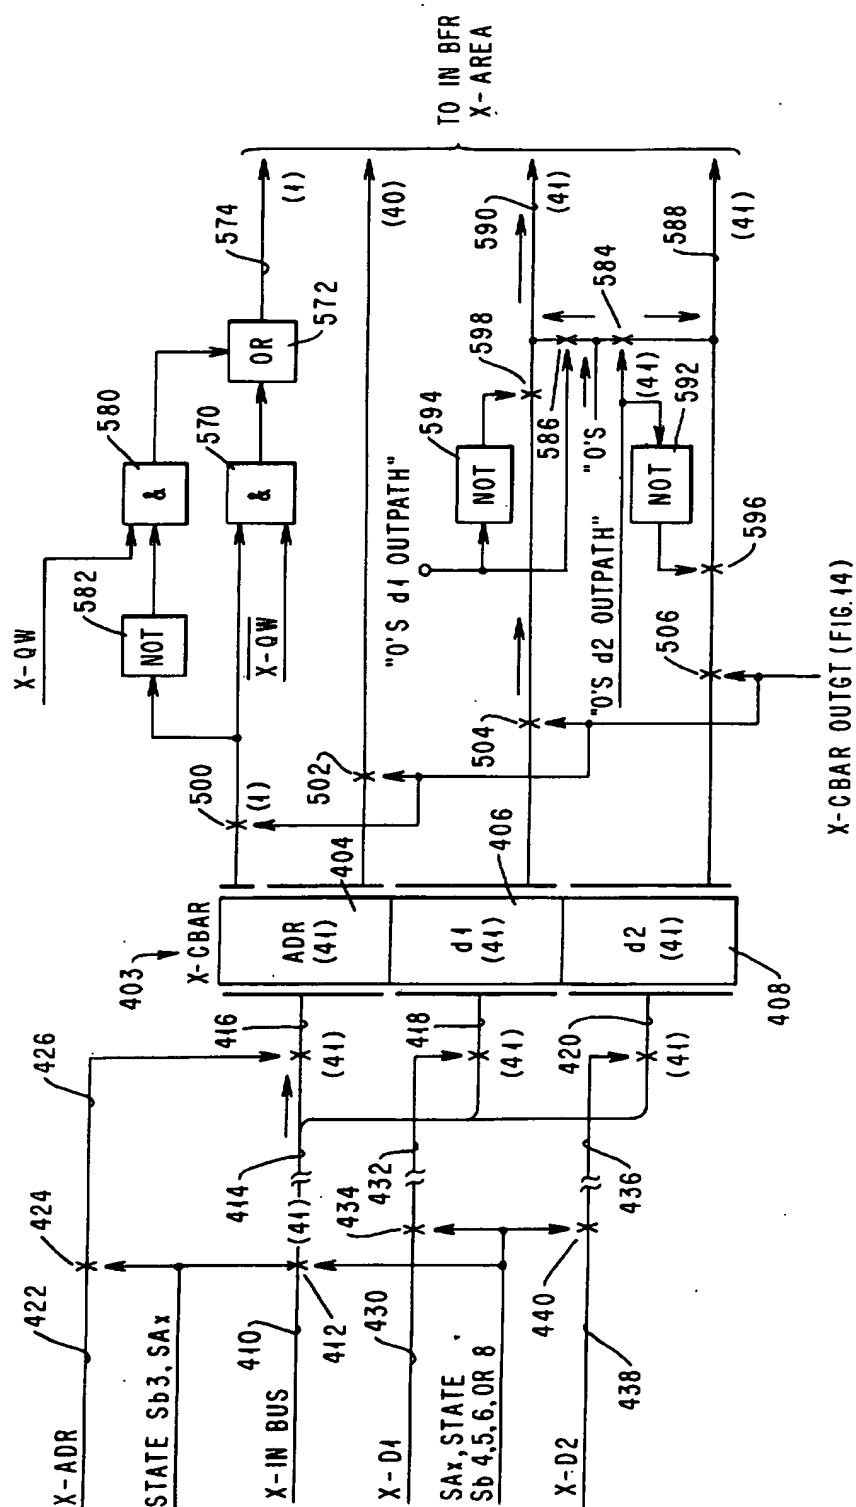 X-ADR
422
424
426
STATE Sb3, SAx
X-IN BUS
410
412
(41)
414
416
(41)
X-D1
430
434
432
418
(41)
SAx, STATE
Sb 4,5,6, OR 8
X-D2
438
440
436
420
(41)
403
X-CBAR
ADR
(41)
404
d1
(41)
406
d2
(41)
408
500
(1)
502
504
506
X-CBAR OUTGT (FIG. 14)
X-QW
582
NOT
X-QW
580
&
570
&
OR
572
574
(1)
(40)
"0'S d1 OUTPATH"
594
NOT
598
590
(41)
586
"0'S
584
(41)
"0'S d2 OUTPATH"
NOT
592
596
588
(41)
TO IN BFR
X-AREA